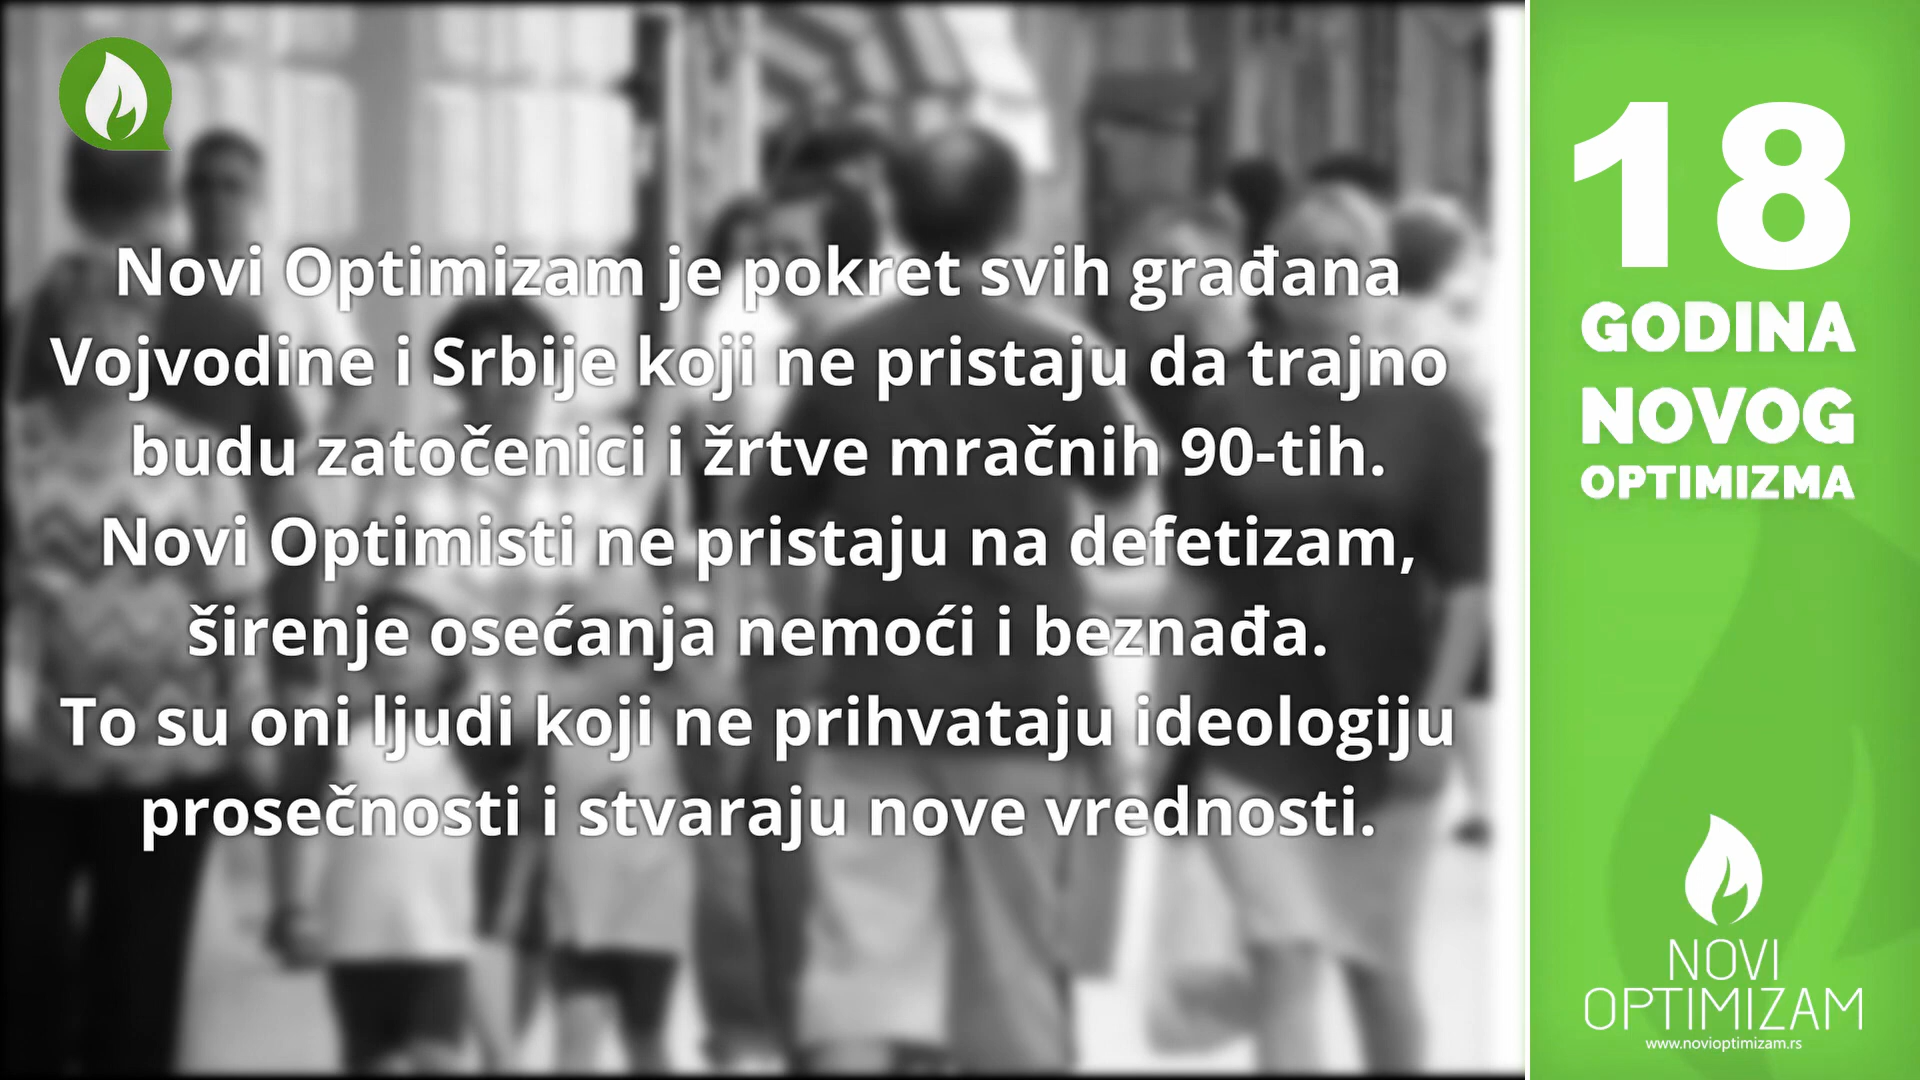 Novi Optimizam je pokret svih građana
Vojvodine i Srbije koji ne pristaju da trajno
budu zatočenici i žrtve mračnih 90-tih.
Novi Optimisti ne pristaju na defetizam,
širenje osećanja nemoći i beznađa.
To su oni ljudi koji ne prihvataju ideologiju
prosečnosti i stvaraju nove vrednosti.
18
GODINA
NOVOG
OPTIMIZMA
NOVI
OPTIMIZAM
www.novioptimizam.rs